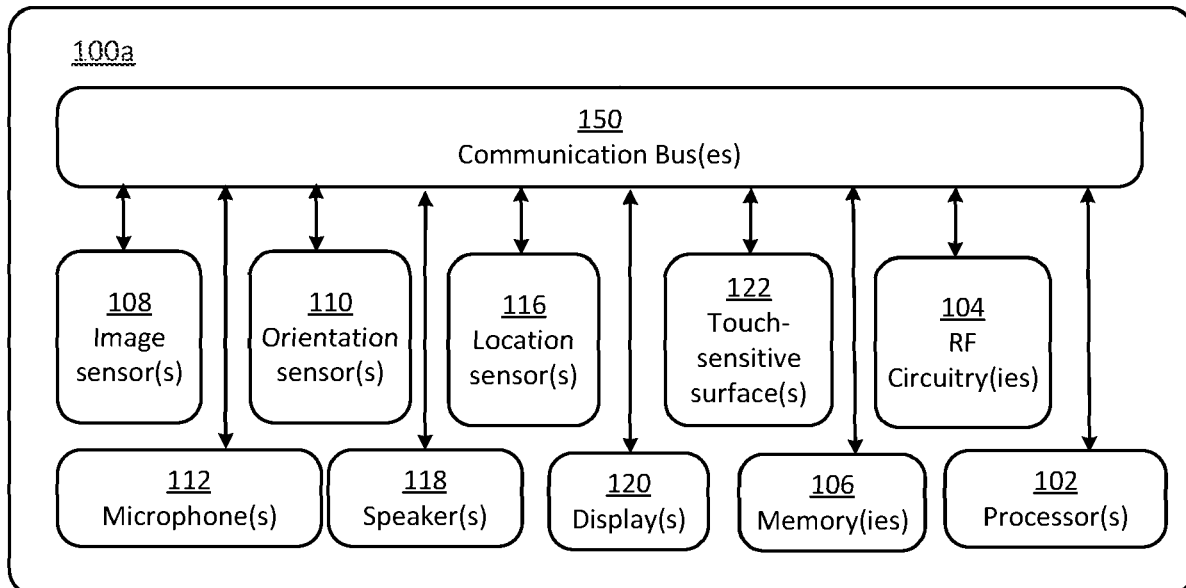 100a
150
Communication Bus(es)
108
Image
sensor(s)
110
Orientation
sensor(s)
116
Location
sensor(s)
122
Touch-
sensitive
surface(s)
104
RF
Circuitry(ies)
112
Microphone(s)
118
Speaker(s)
120
Display(s)
106
Memory(ies)
102
Processor(s)